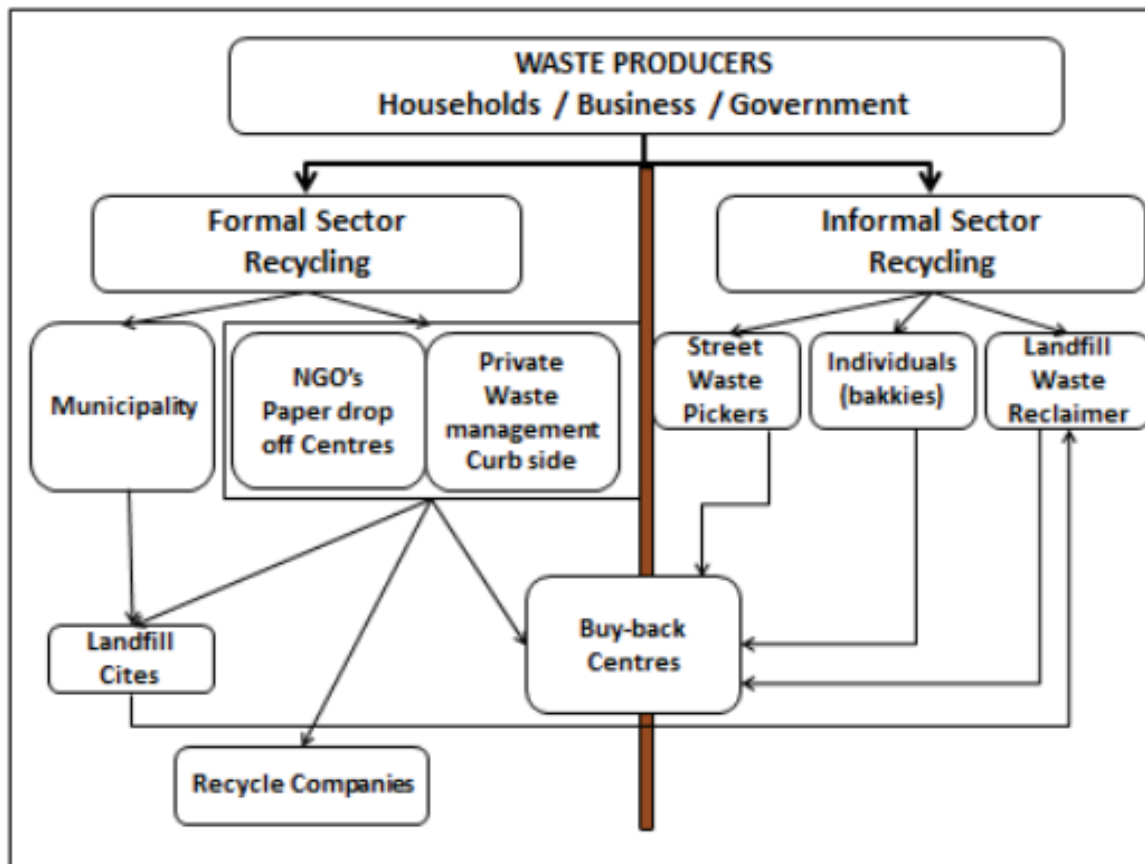 WASTE PRODUCERS
Households / Business / Government
Formal Sector
Recycling
Informal Sector
Recycling
Municipality
NGO's
Paper drop
off Centres
Private
Waste
management
Curb side
Street
Waste
Pickers
Individuals
(bakkies)
Landfill
Waste
Reclaimer
Landfill
Cites
Buy-back
Centres
Recycle Companies